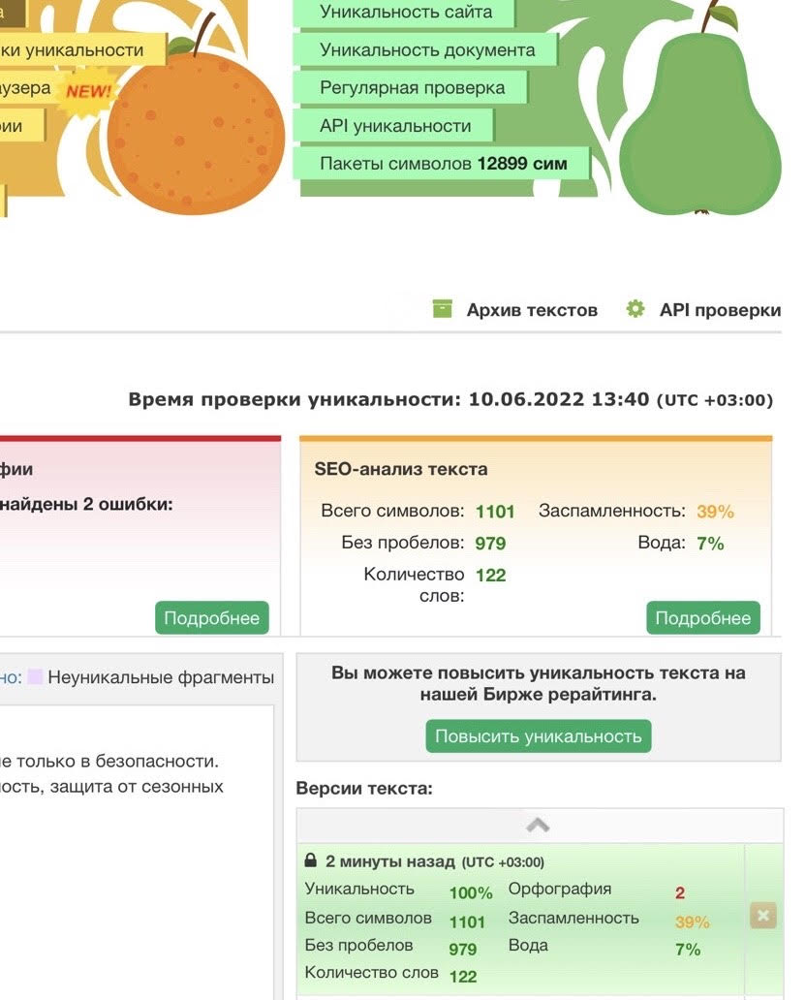 а
ки уникальности
аузера NEW!
рии
Уникальность сайта
Уникальность документа
Регулярная проверка
API уникальности
Пакеты символов 12899 сим
Архив текстов API проверки
Время проверки уникальности: 10.06.2022 13:40 (UTC +03:00)
фии
найдены 2 ошибки:
Подробнее
SEO-анализ текста
Всего символов: 1101 Заспамленность: 39%
Без пробелов: 979 Вода: 7%
Количество 122
слов:
Подробнее
но: Неуникальные фрагменты
е только в безопасности.
ность, защита от сезонных
Вы можете повысить уникальность текста на
нашей Бирже рерайтинга.
Повысить уникальность
Версии текста:
2 минуты назад (UTC +03:00)
Уникальность 100% Орфография 2
Всего символов 1101 Заспамленность 39%
Без пробелов 979 Вода 7%
Количество слов 122